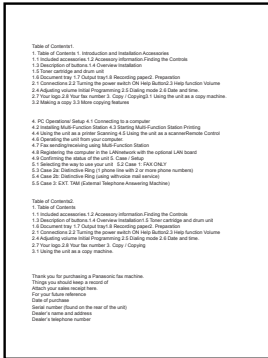 Table of Contents1.
1. Table of Contents 1. Introduction and Installation Accessories
1.1 Included accessories.1.2 Accessory information.Finding the Controls
1.3 Description of buttons.1.4 Overview Installation
1.5 Toner cartridge and drum unit
1.6 Document tray 1.7 Output tray1.8 Recording paper2. Preparation
2.1 Connections.2.2 Turning the power switch ON Help Button2.3 Help function Volume
2.4 Adjusting volume Initial Programming 2.5 Dialing mode 2.6 Date and time.
2.7 Your logo.2.8 Your fax number 3. Copy / Copying3.1 Using the unit as a copy machine.
3.2 Making a copy 3.3 More copying features
4. PC Operations/ Setup 4.1 Connecting to a computer
4.2 Installing Multi-Function Station 4.3 Starting Multi-Function Station Printing
4.4 Using the unit as a printer Scanning 4.5 Using the unit as a scannerRemote Control
4.6 Operating the unit from your computer
4.7 Fax sending/receiving using Multi-Function Station
4.8 Registering the computer in the LANnetwork with the optional LAN board
4.9 Confirming the status of the unit 5. Case / Setup
5.1 Selecting the way to use your unit 5.2 Case 1: FAX ONLY
5.3 Case 2a: Distinctive Ring (1 phone line with 2 or more phone numbers)
5.4 Case 2b: Distinctive Ring (using withvoice mail service)
5.5 Case 3: EXT. TAM (External Telephone Answering Machine)
Table of Contents2.
1. Table of Contents
1.1 Included accessories.1.2 Accessory information.Finding the Controls
1.3 Description of buttons.1.4 Overview Installation1.5 Toner cartridge and drum unit
1.6 Document tray 1.7 Output tray1.8 Recording paper2. Preparation
2.1 Connections.2.2 Turning the power switch ON Help Button2.3 Help function Volume
2.4 Adjusting volume Initial Programming 2.5 Dialing mode 2.6 Date and time.
2.7 Your logo.2.8 Your fax number 3. Copy / Copying
3.1 Using the unit as a copy machine.
Thank you for purchasing a Panasonic fax machine.
Things you should keep a record of
Attach your sales receipt here.
For your future reference
Date of purchase
Serial number (found on the rear of the unit)
Dealer's name and address
Dealer's telephone number